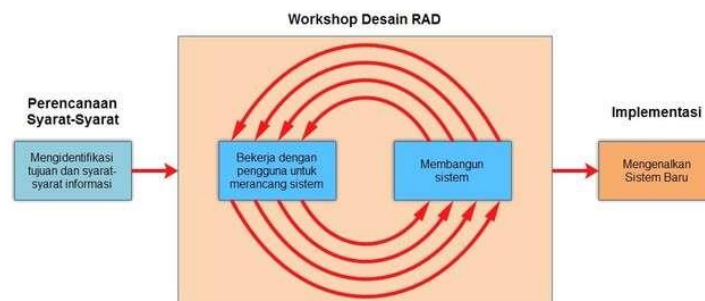 Workshop Desain RAD
Perencanaan
Syarat-Syarat
Mengidentifikasi
tujuan dan syarat-
syarat informasi
Bekerja dengan
pengguna untuk
merancang sistem
Membangun
sistem
Implementasi
Mengenalkan
Sistem Baru